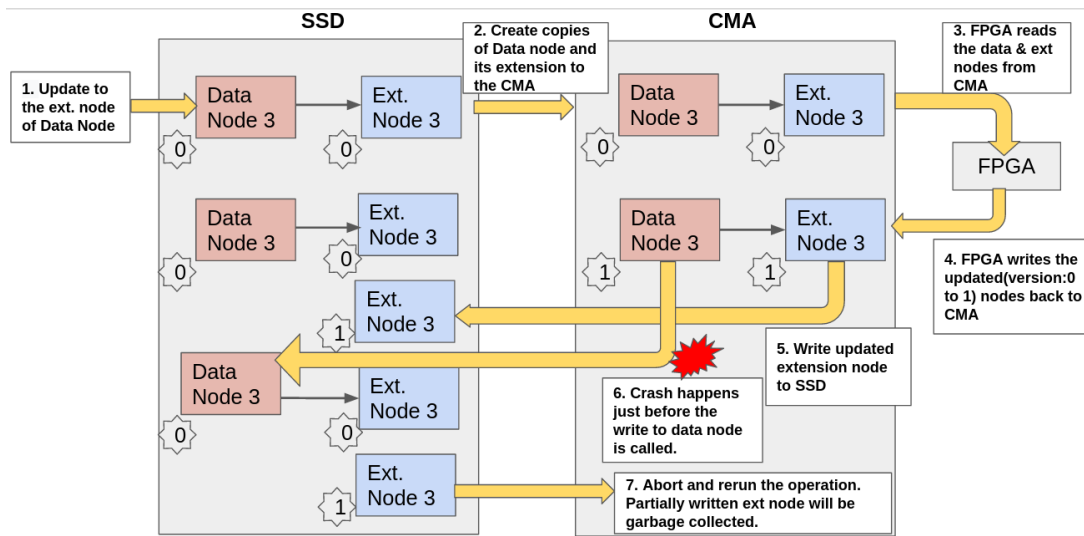 SSD
CMA
1. Update to
the ext. node
of Data Node
Data
Node 3
0
Ext.
Node 3
0
2. Create copies
of Data node and
its extension to
the CMA
Data
Node 3
0
Ext.
Node 3
0
3. FPGA reads
the data & ext
nodes from
CMA
FPGA
Data
Node 3
0
Ext.
Node 3
0
Data
Node 3
1
Ext.
Node 3
1
4. FPGA writes the
updated(version:0
to 1) nodes back to
CMA
Ext.
Node 3
1
5. Write updated
extension node
to SSD
Data
Node 3
0
Ext.
Node 3
0
6. Crash happens
just before the
write to data node
is called.
Ext.
Node 3
1
7. Abort and rerun the operation.
Partially written ext node will be
garbage collected.